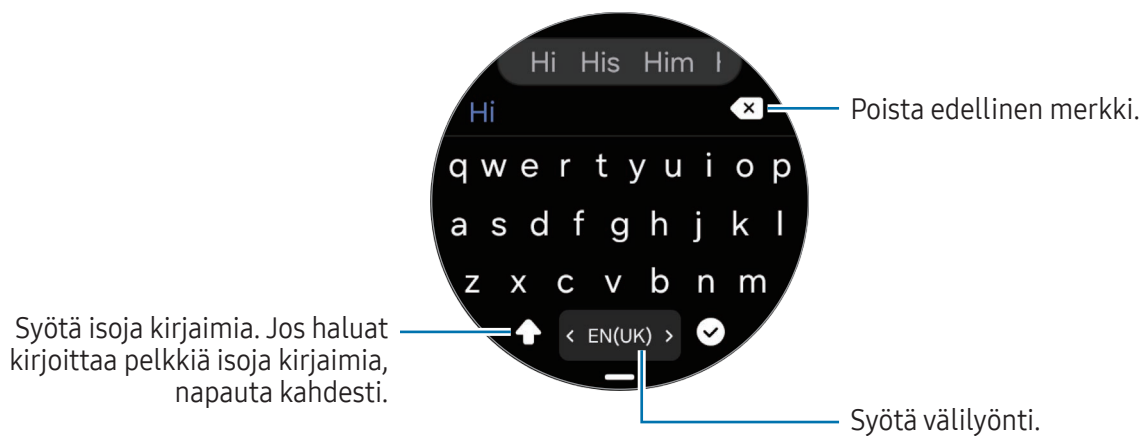 Hi His Him
Hi
Poista edellinen merkki.
q w e r t y u i o p
a s d f g h j k l
z x c v b n m
Syötä isoja kirjaimia. Jos haluat
kirjoittaa pelkkiä isoja kirjaimia,
napauta kahdesti.
< EN(UK) >
Syötä välilyönti.